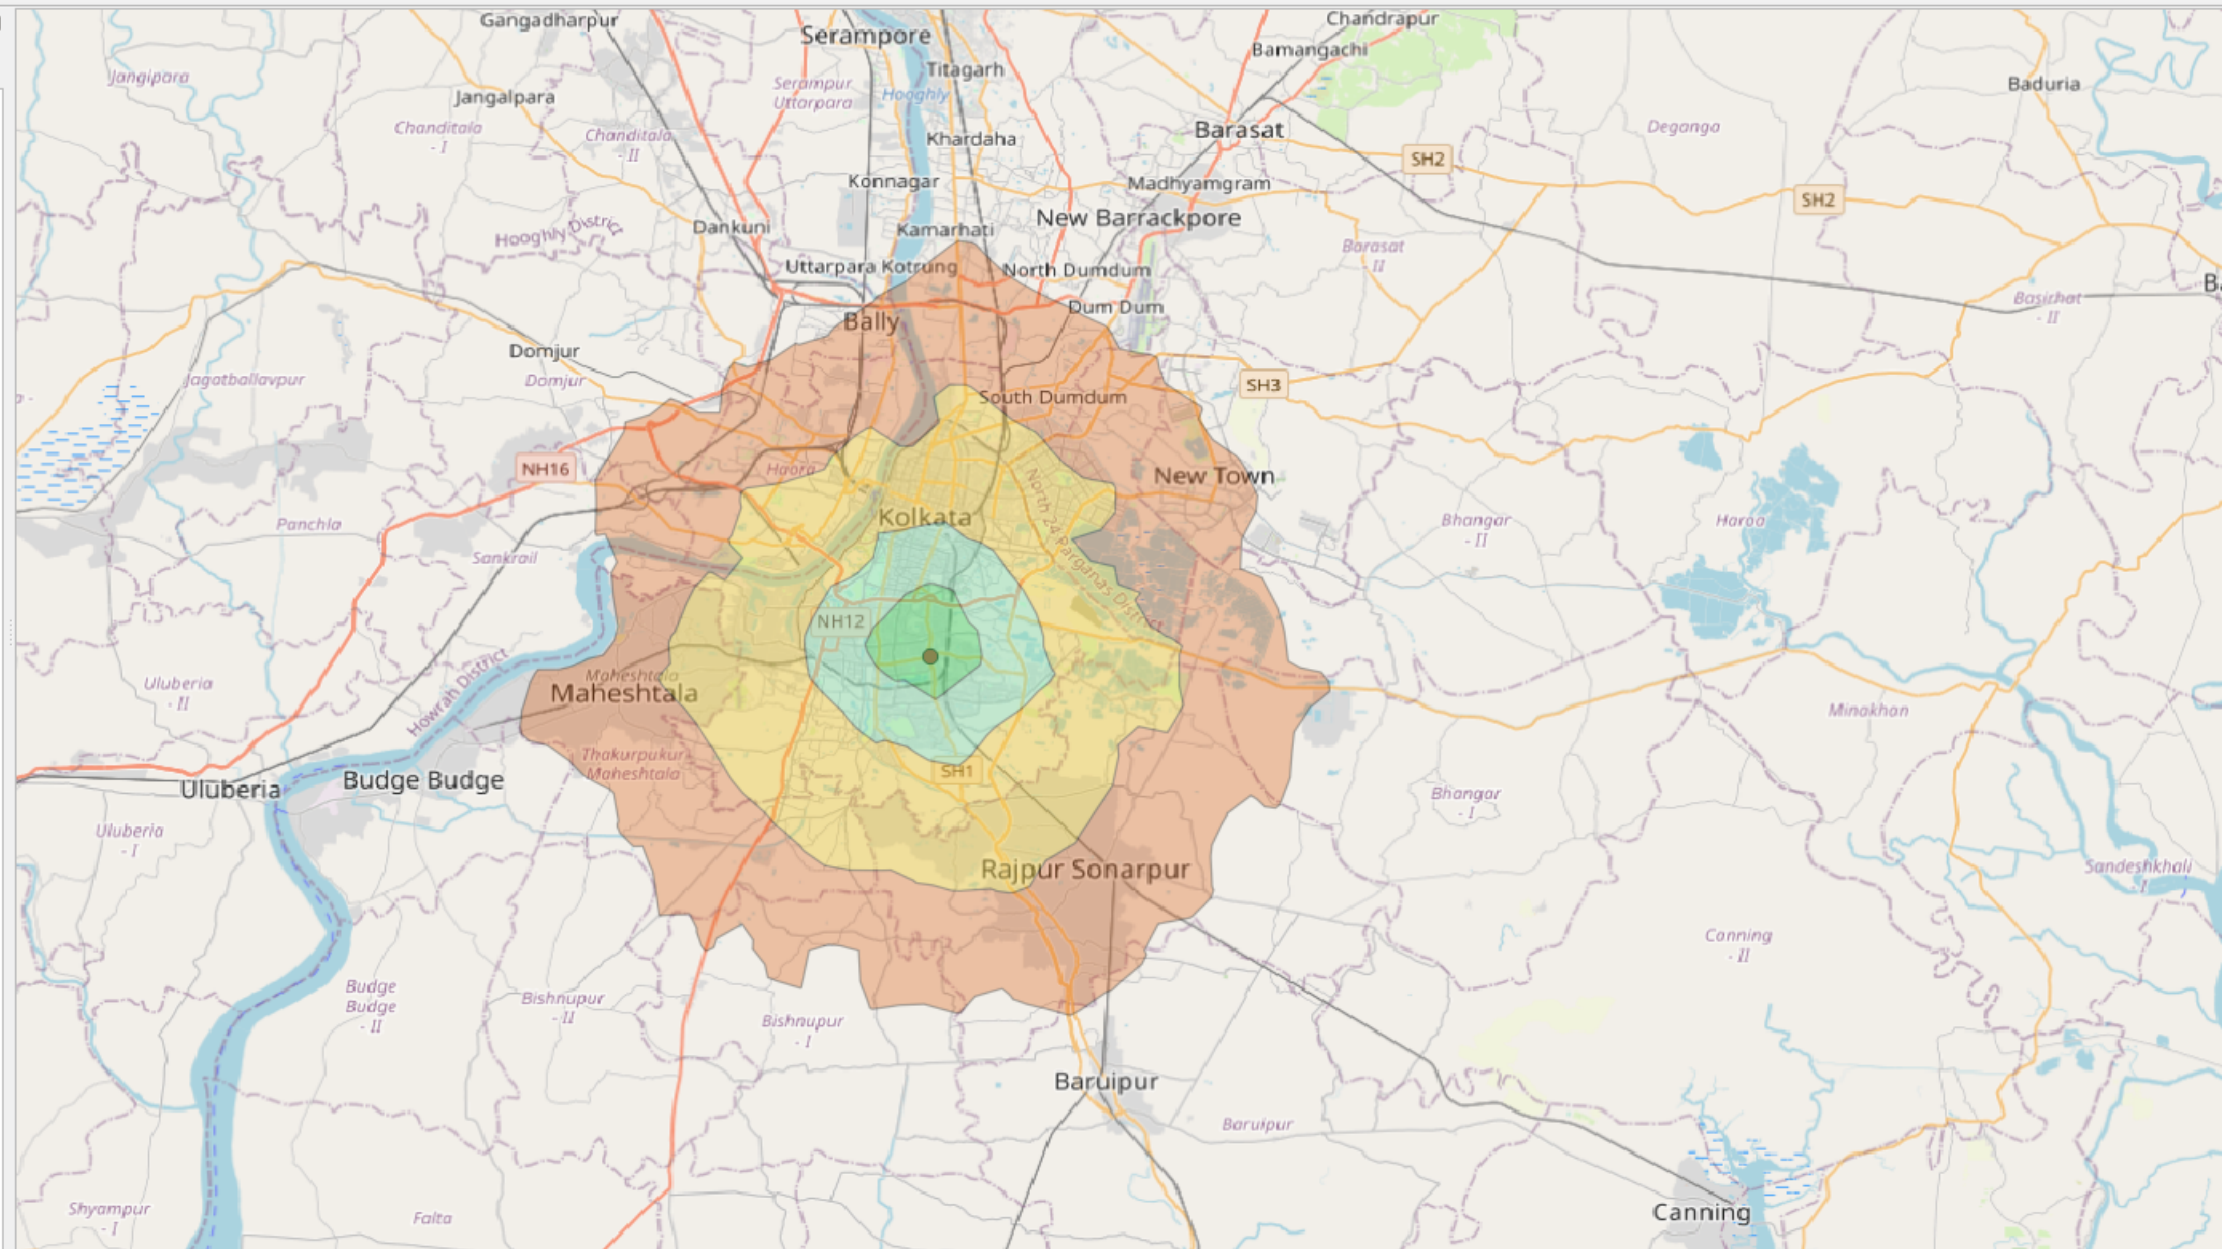 Gangadharpur
Chandrapur
Serampore
Bamangachi
Titagarh
Jangipara
Serampur
Uttarpara
Baduria
Hooghly
Jangalpara
Chanditala
- I
Chanditala
- II
Khardaha
Barasat
Deganga
SH2
Konnagar
Madhyamgram
SH2
New Barrackpore
Dankuni
Kamarhati
Hooghly District
Barasat
II
Uttarpara Kotrung
North Dumdum
Basirhat
- II
Dum Dum
Bally
Domjur
Jagatballavpur
Domjur
SH3
South Dumdum
NH16
Haora
New Town
North 24 Parganas District
Kolkata
Panchla
Bhangar
- II
Haroa
Sankrail
NH12
Howrah District
Maheshtala
Maheshtala
Uluberia
- II
Minakhan
Thakurpukur
Maheshtala
SH1
Budge Budge
Uluberia
Bhangar
- I
Uluberia
- I
Rajpur Sonarpur
Sandeshkhali
- I
Canning
- II
Budge
Budge
- II
Bishnupur
- II
Bishnupur
- I
Baruipur
Baruipur
Shyampur
- I
Falta
Canning